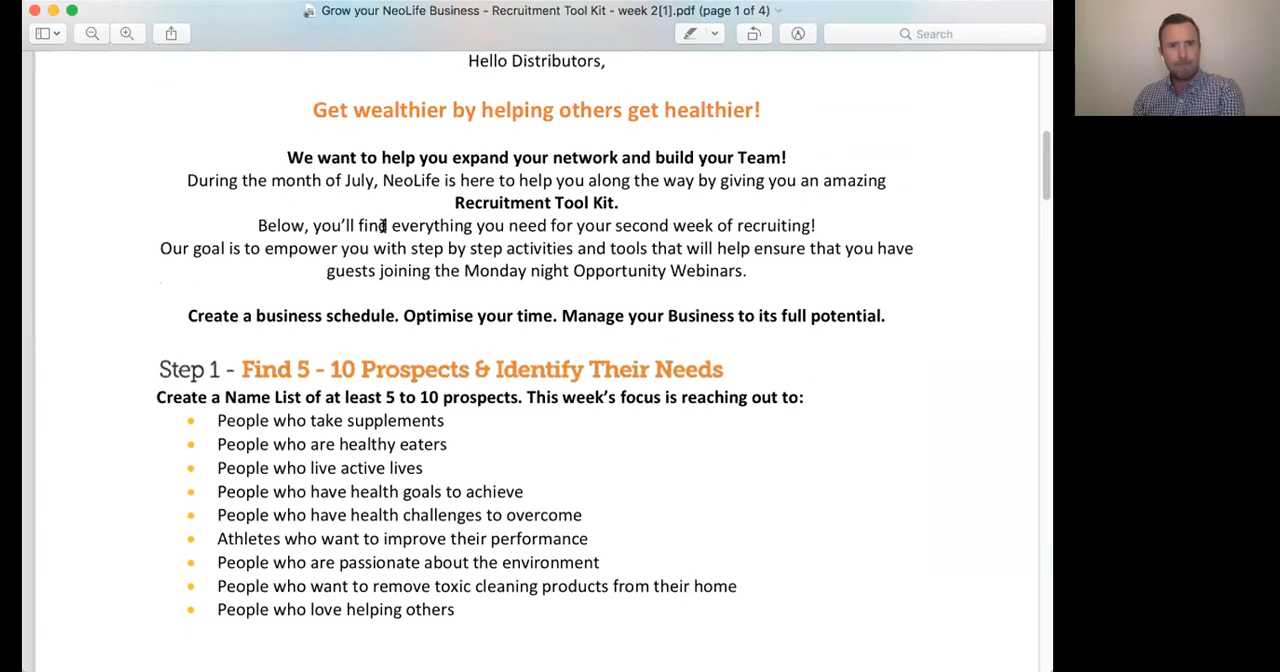 Grow your NeoLife Business - Recruitment Tool Kit - week 2[1].pdf (page 1 of 4)
Search
Hello Distributors,
Get wealthier by helping others get healthier!
We want to help you expand your network and build your Team!
During the month of July, NeoLife is here to help you along the way by giving you an amazing
Recruitment Tool Kit.
Below, you'll find everything you need for your second week of recruiting!
Our goal is to empower you with step by step activities and tools that will help ensure that you have
guests joining the Monday night Opportunity Webinars.
Create a business schedule. Optimise your time. Manage your Business to its full potential.
Step 1 - Find 5 - 10 Prospects & Identify Their Needs
Create a Name List of at least 5 to 10 prospects. This week's focus is reaching out to:
• People who take supplements
• People who are healthy eaters
• People who live active lives
• People who have health goals to achieve
• People who have health challenges to overcome
• Athletes who want to improve their performance
• People who are passionate about the environment
• People who want to remove toxic cleaning products from their home
• People who love helping others